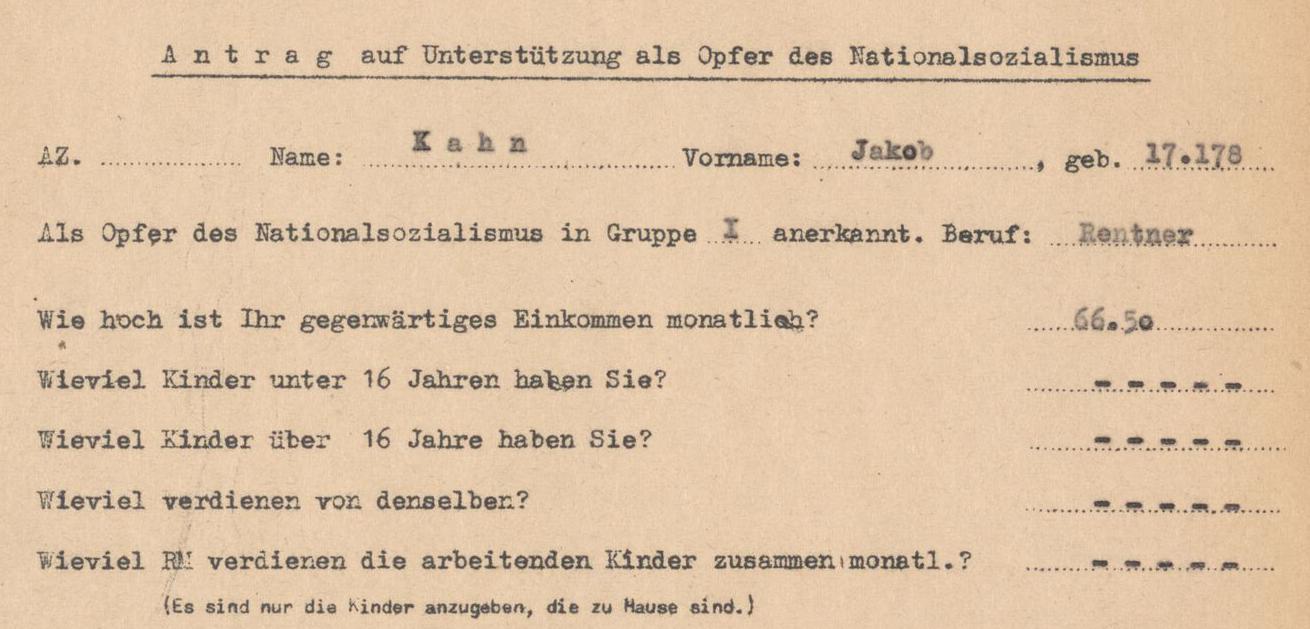 A n t r a g auf Unterstützung als Opfer des Nationalsozialismus
AZ. .................. Name: K a h n Vorname: Jakob , geb. 17.178
Als Opfer des Nationalsozialismus in Gruppe I anerkannt. Beruf: Rentner
Wie hoch ist Ihr gegenwärtiges Einkommen monatlich? 66.50
Wieviel Kinder unter 16 Jahren haben Sie? - - - - -
Wieviel Kinder über 16 Jahre haben Sie? - - - - -
Wieviel verdienen von denselben? - - - - -
Wieviel RM verdienen die arbeitenden Kinder zusammen monatl.? - - - - -
(Es sind nur die Kinder anzugeben, die zu Hause sind.)